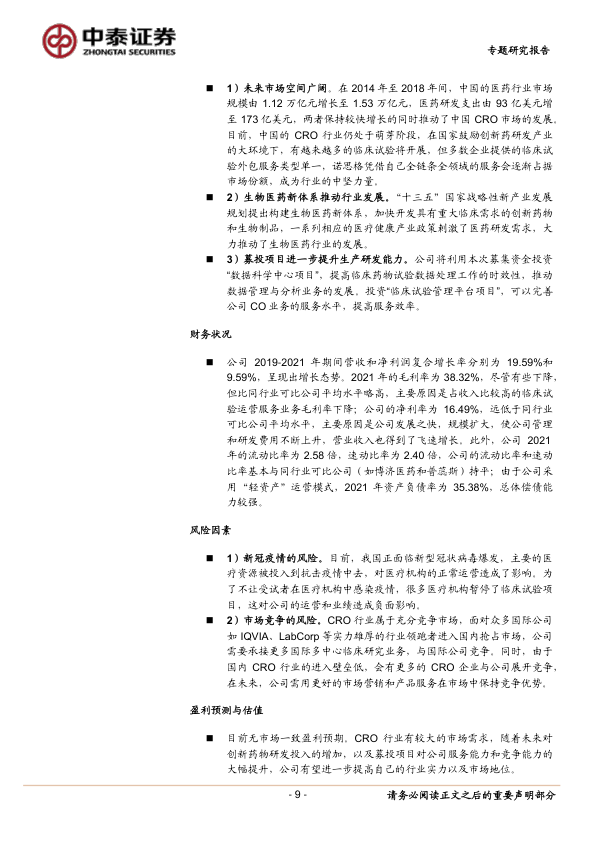 中泰证券
ZHONGTAI SECURITIES
专题研究报告
■ 1）未来市场空间广阔。在 2014 年至 2018 年间，中国的医药行业市场
规模由 1.12 万亿元增长至 1.53 万亿元，医药研发支出由 93 亿美元增
至 173 亿美元，两者保持较快增长的同时推动了中国 CRO 市场的发展。
目前，中国的 CRO 行业仍处于萌芽阶段，在国家鼓励创新药研发产业
的大环境下，有越来越多的临床试验将开展，但多数企业提供的临床试
验外包服务类型单一，诺思格凭借自己全链条全领域的服务会逐渐占据
市场份额，成为行业的中坚力量。
■ 2）生物医药新体系推动行业发展。“十三五”国家战略性新产业发展
规划提出构建生物医药新体系，加快开发具有重大临床需求的创新药物
和生物制品，一系列相应的医疗健康产业政策刺激了医药研发需求，大
力推动了生物医药行业的发展。
■ 3）募投项目进一步提升生产研发能力。公司将利用本次募集资金投资
“数据科学中心项目”，提高临床药物试验数据处理工作的时效性，推动
数据管理与分析业务的发展。投资“临床试验管理平台项目”，可以完善
公司 CO 业务的服务水平，提高服务效率。
财务状况
■ 公司 2019-2021 年期间营收和净利润复合增长率分别为 19.59%和
9.59%，呈现出增长态势。2021 年的毛利率为 38.32%，尽管有些下降，
但比同行业可比公司平均水平略高，主要原因是占收入比较高的临床试
验运营服务业务毛利率下降；公司的净利率为 16.49%，远低于同行业
可比公司平均水平，主要原因是公司发展之快，规模扩大，使公司管理
和研发费用不断上升，营业收入也得到了飞速增长。此外，公司 2021
年的流动比率为 2.58 倍，速动比率为 2.40 倍，公司的流动比率和速动
比率基本与同行业可比公司（如博济医药和普蕊斯）持平；由于公司采
用“轻资产”运营模式，2021 年资产负债率为 35.38%，总体偿债能
力较强。
风险因素
■ 1）新冠疫情的风险。目前，我国正面临新型冠状病毒爆发，主要的医
疗资源被投入到抗击疫情中去，对医疗机构的正常运营造成了影响。为
了不让受试者在医疗机构中感染疫情，很多医疗机构暂停了临床试验项
目，这对公司的运营和业绩造成负面影响。
■ 2）市场竞争的风险。CRO 行业属于充分竞争市场，面对众多国际公司
如 IQVIA、LabCorp 等实力雄厚的行业领跑者进入国内抢占市场，公司
需要承接更多国际多中心临床研究业务，与国际公司竞争。同时，由于
国内 CRO 行业的进入壁垒低，会有更多的 CRO 企业与公司展开竞争，
在未来，公司需用更好的市场营销和产品服务在市场中保持竞争优势。
盈利预测与估值
■ 目前无市场一致盈利预期。CRO 行业有较大的市场需求，随着未来对
创新药物研发投入的增加，以及募投项目对公司服务能力和竞争能力的
大幅提升，公司有望进一步提高自己的行业实力以及市场地位。
- 9 -
请务必阅读正文之后的重要声明部分